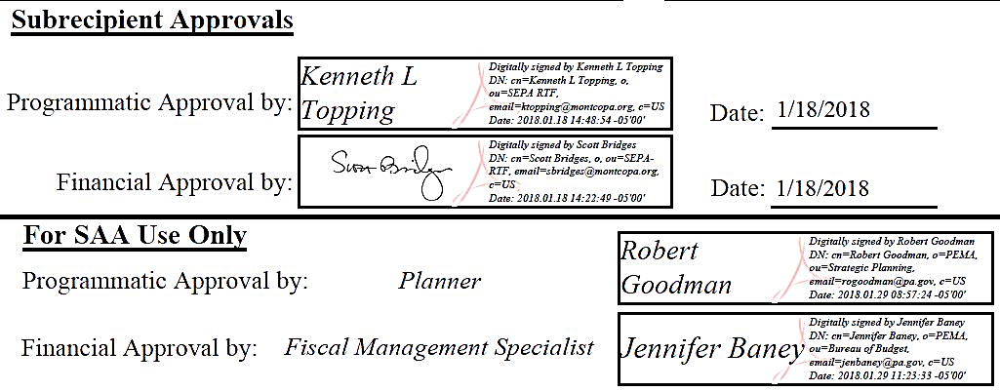 Subrecipient Approvals
Programmatic Approval by:
Kenneth L
Topping
Digitally signed by Kenneth L Topping
DN: cn=Kenneth L Topping, o,
ou=SEPA RTF,
email=ktopping@montcopa.org, c=US
Date: 2018.01.18 14:48:54 -05'00'
Date: 1/18/2018
Financial Approval by:
Scott Bridges
Digitally signed by Scott Bridges
DN: cn=Scott Bridges, o, ou=SEPA-
RTF, email=sbridges@montcopa.org,
c=US
Date: 2018.01.18 14:22:49 -05'00'
Date: 1/18/2018
For SAA Use Only
Programmatic Approval by: Planner
Robert
Goodman
Digitally signed by Robert Goodman
DN: cn=Robert Goodman, o=PEMA,
ou=Strategic Planning,
email=rogoodman@pa.gov, c=US
Date: 2018.01.29 08:57:24 -05'00'
Financial Approval by: Fiscal Management Specialist
Jennifer Baney
Digitally signed by Jennifer Baney
DN: cn=Jennifer Baney, o=PEMA,
ou=Bureau of Budget,
email=jenbaney@pa.gov, c=US
Date: 2018.01.29 11:23:33 -05'00'